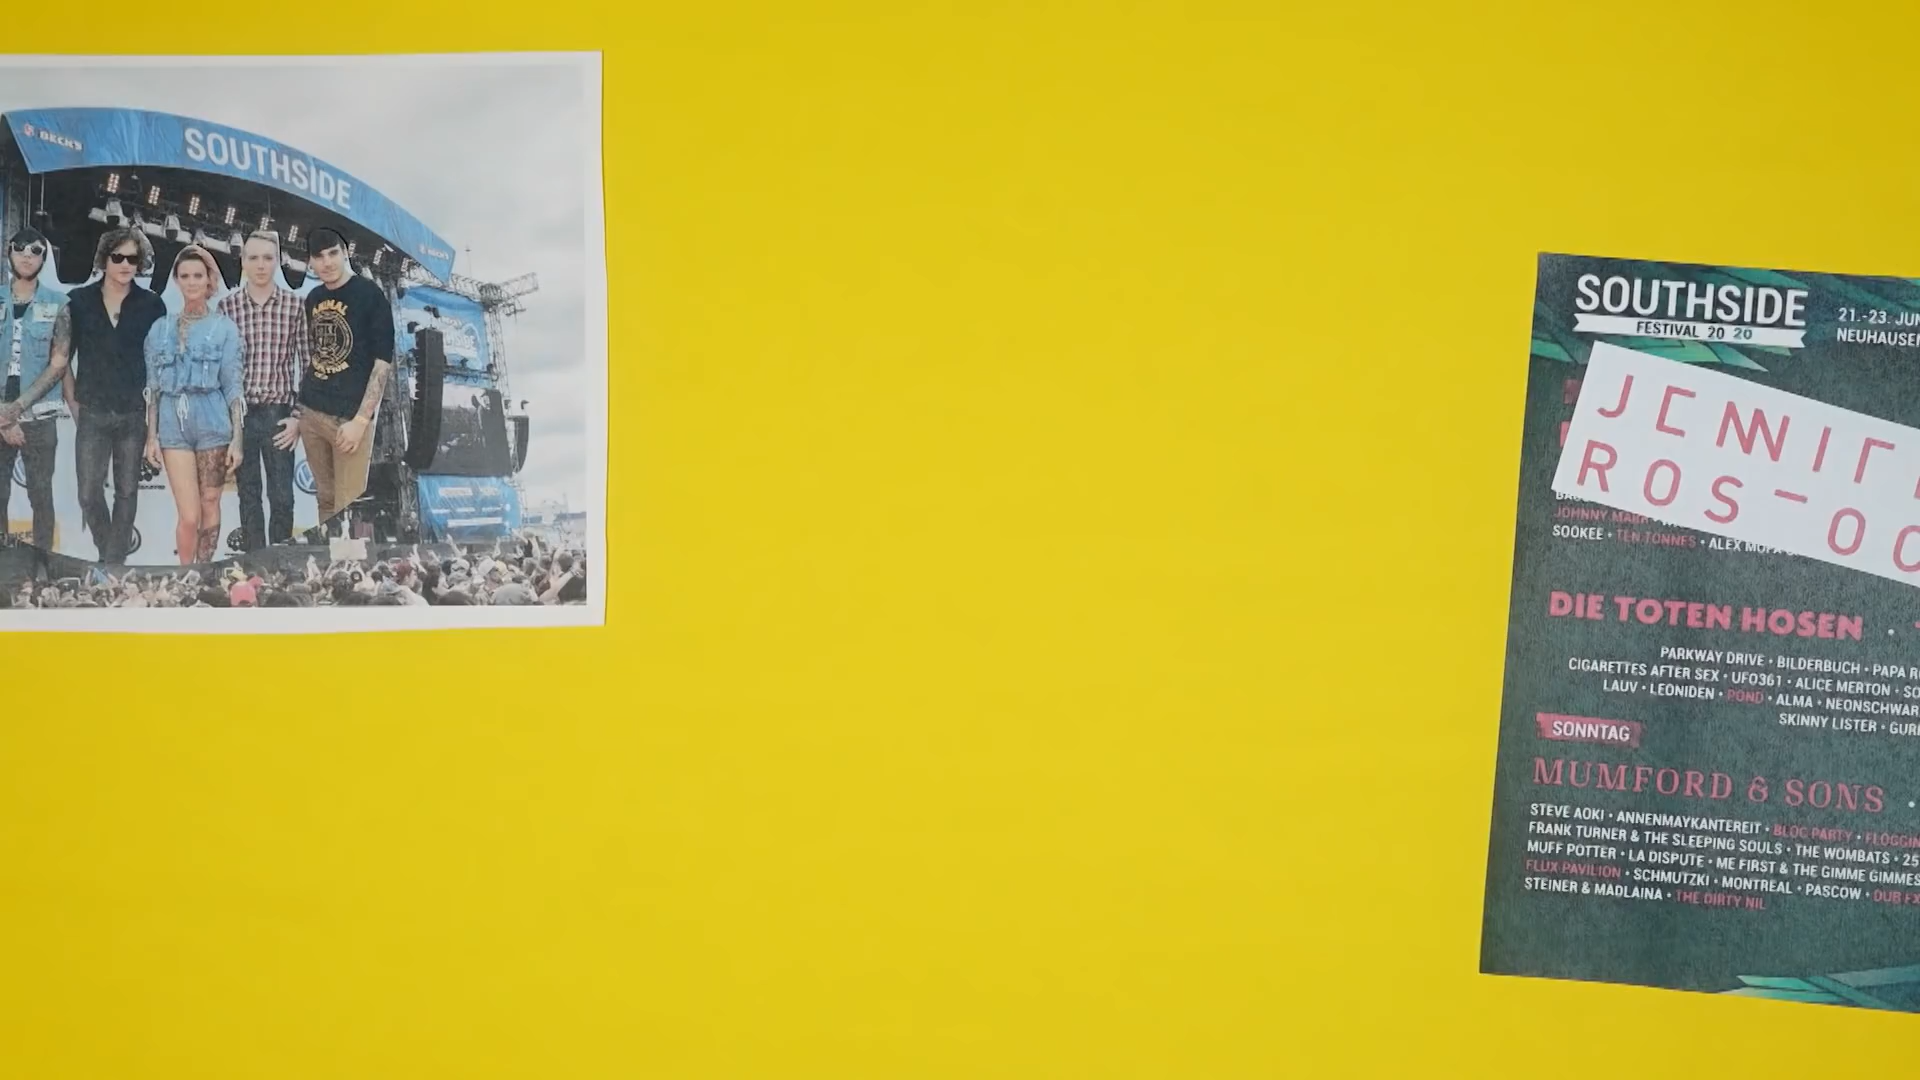 BECK'S
SOUTHSIDE
ANIMAL
SOUTHSIDE
FESTIVAL 20 20
21.-23. JUN
NEUHAUSEN
JENNIF
ROS-OC
JOHNNY MARR
SOOKEE • TEN TONNES • ALEX MOFA
DIE TOTEN HOSEN •
PARKWAY DRIVE • BILDERBUCH • PAPA R
CIGARETTES AFTER SEX • UFO361 • ALICE MERTON • SO
LAUV • LEONIDEN • POND • ALMA • NEONSCHWAR
SKINNY LISTER • GUR
SONNTAG
MUMFORD & SONS •
STEVE AOKI • ANNENMAYKANTEREIT • BLOC PARTY • FLOGGIN
FRANK TURNER & THE SLEEPING SOULS • THE WOMBATS • 25
MUFF POTTER • LA DISPUTE • ME FIRST & THE GIMME GIMMES
FLUX PAVILION • SCHMUTZKI • MONTREAL • PASCOW • DUB FX
STEINER & MADLAINA • THE DIRTY NIL